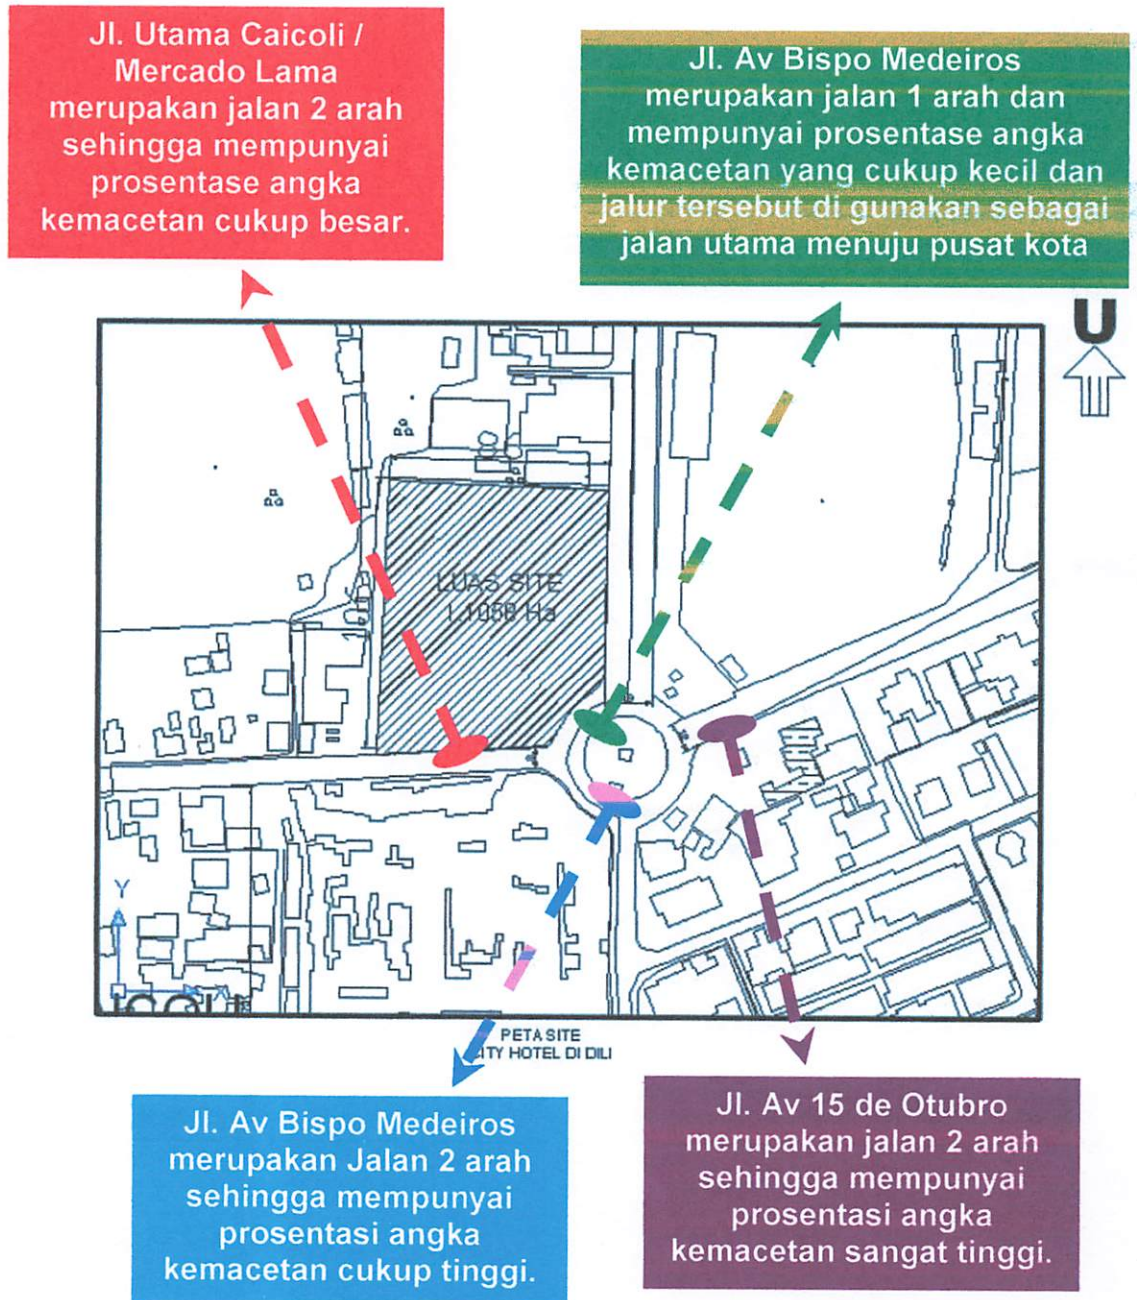 Jl. Utama Caicoli /
Mercado Lama
merupakan jalan 2 arah
sehingga mempunyai
prosentase angka
kemacetan cukup besar.
Jl. Av Bispo Medeiros
merupakan jalan 1 arah dan
mempunyai prosentase angka
kemacetan yang cukup kecil dan
jalur tersebut di gunakan sebagai
jalan utama menuju pusat kota
U
LUAS SITE
1.1058 Ha
Y
X
PETA SITE
CITY HOTEL DI DILI
Jl. Av Bispo Medeiros
merupakan Jalan 2 arah
sehingga mempunyai
prosentasi angka
kemacetan cukup tinggi.
Jl. Av 15 de Otubro
merupakan jalan 2 arah
sehingga mempunyai
prosentasi angka
kemacetan sangat tinggi.